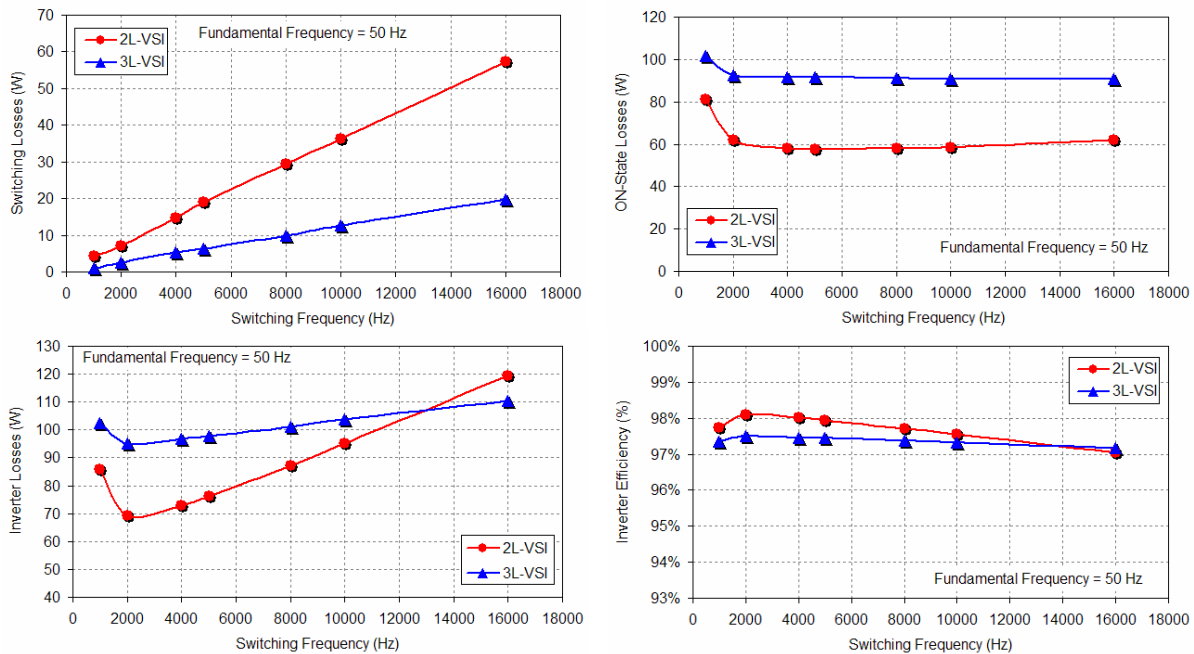 70
60
50
40
30
20
10
0
Switching Losses (W)
2L-VSI
3L-VSI
Fundamental Frequency = 50 Hz
0 2000 4000 6000 8000 10000 12000 14000 16000 18000
Switching Frequency (Hz)
120
100
80
60
40
20
0
ON-State Losses (W)
2L-VSI
3L-VSI
Fundamental Frequency = 50 Hz
0 2000 4000 6000 8000 10000 12000 14000 16000 18000
Switching Frequency (Hz)
130
120
110
100
90
80
70
60
50
40
Inverter Losses (W)
Fundamental Frequency = 50 Hz
2L-VSI
3L-VSI
0 2000 4000 6000 8000 10000 12000 14000 16000 18000
Switching Frequency (Hz)
100%
99%
98%
97%
96%
95%
94%
93%
Inverter Efficiency (%)
2L-VSI
3L-VSI
Fundamental Frequency = 50 Hz
0 2000 4000 6000 8000 10000 12000 14000 16000 18000
Switching Frequency (Hz)